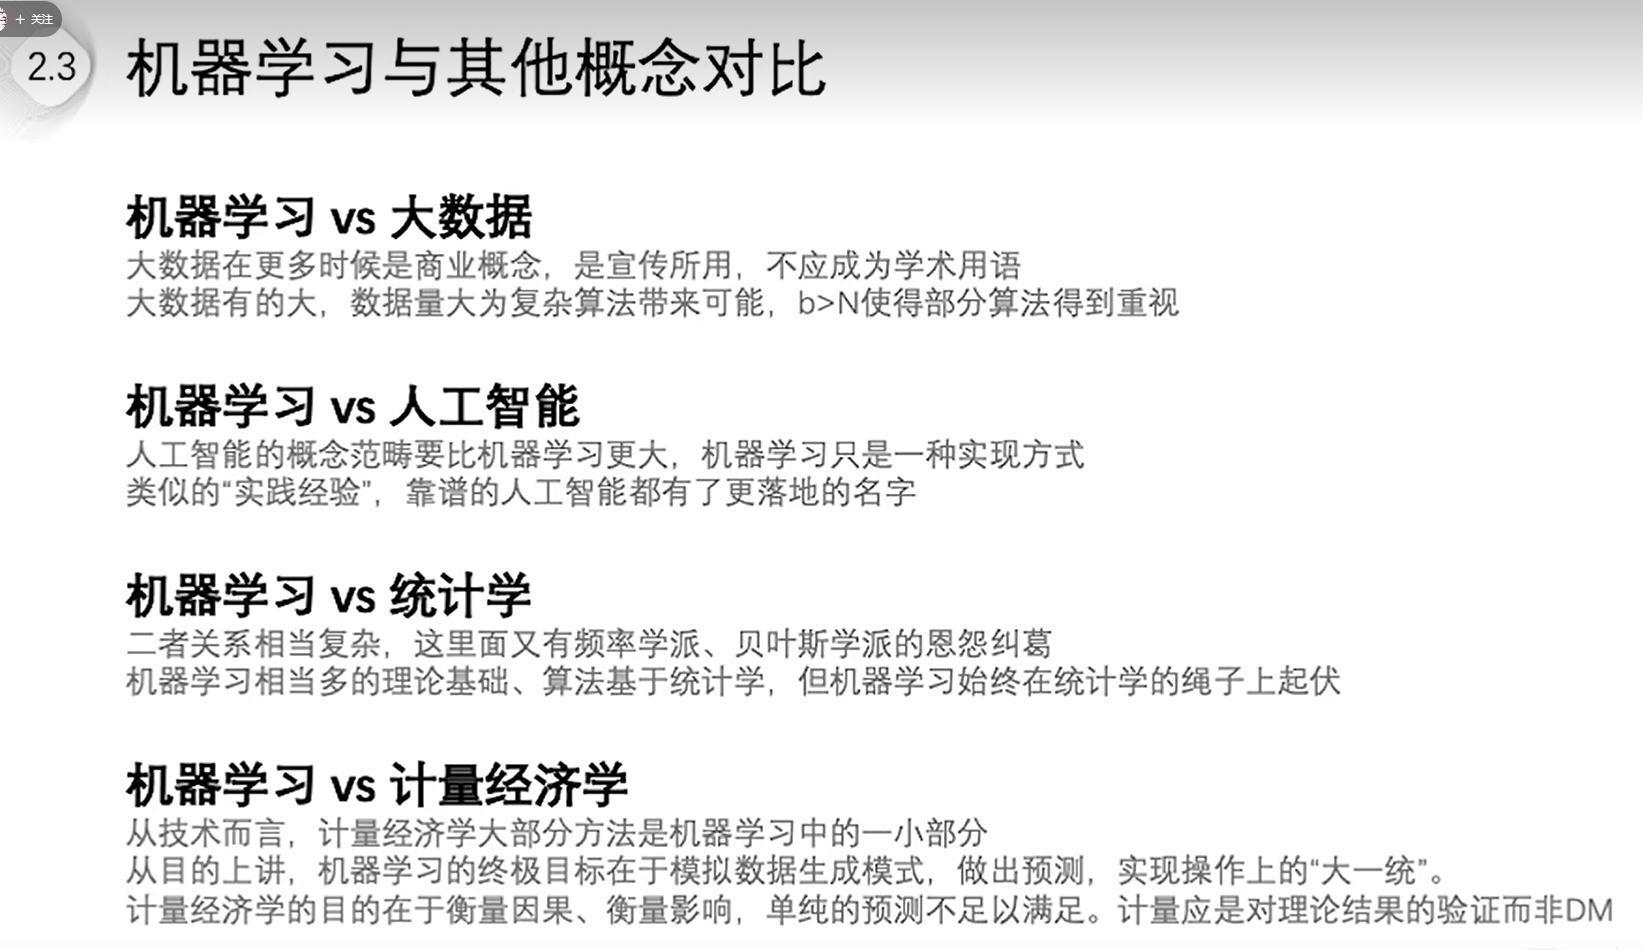 + 关注
2.3
机器学习与其他概念对比
机器学习 vs 大数据
大数据在更多时候是商业概念，是宣传所用，不应成为学术用语
大数据有的大，数据量大为复杂算法带来可能，b>N使得部分算法得到重视
机器学习 vs 人工智能
人工智能的概念范畴要比机器学习更大，机器学习只是一种实现方式
类似的“实践经验”，靠谱的人工智能都有了更落地的名字
机器学习 vs 统计学
二者关系相当复杂，这里面又有频率学派、贝叶斯学派的恩怨纠葛
机器学习相当多的理论基础、算法基于统计学，但机器学习始终在统计学的绳子上起伏
机器学习 vs 计量经济学
从技术而言，计量经济学大部分方法是机器学习中的一小部分
从目的上讲，机器学习的终极目标在于模拟数据生成模式，做出预测，实现操作上的“大一统”。
计量经济学的目的在于衡量因果、衡量影响，单纯的预测不足以满足。计量应是对理论结果的验证而非DM